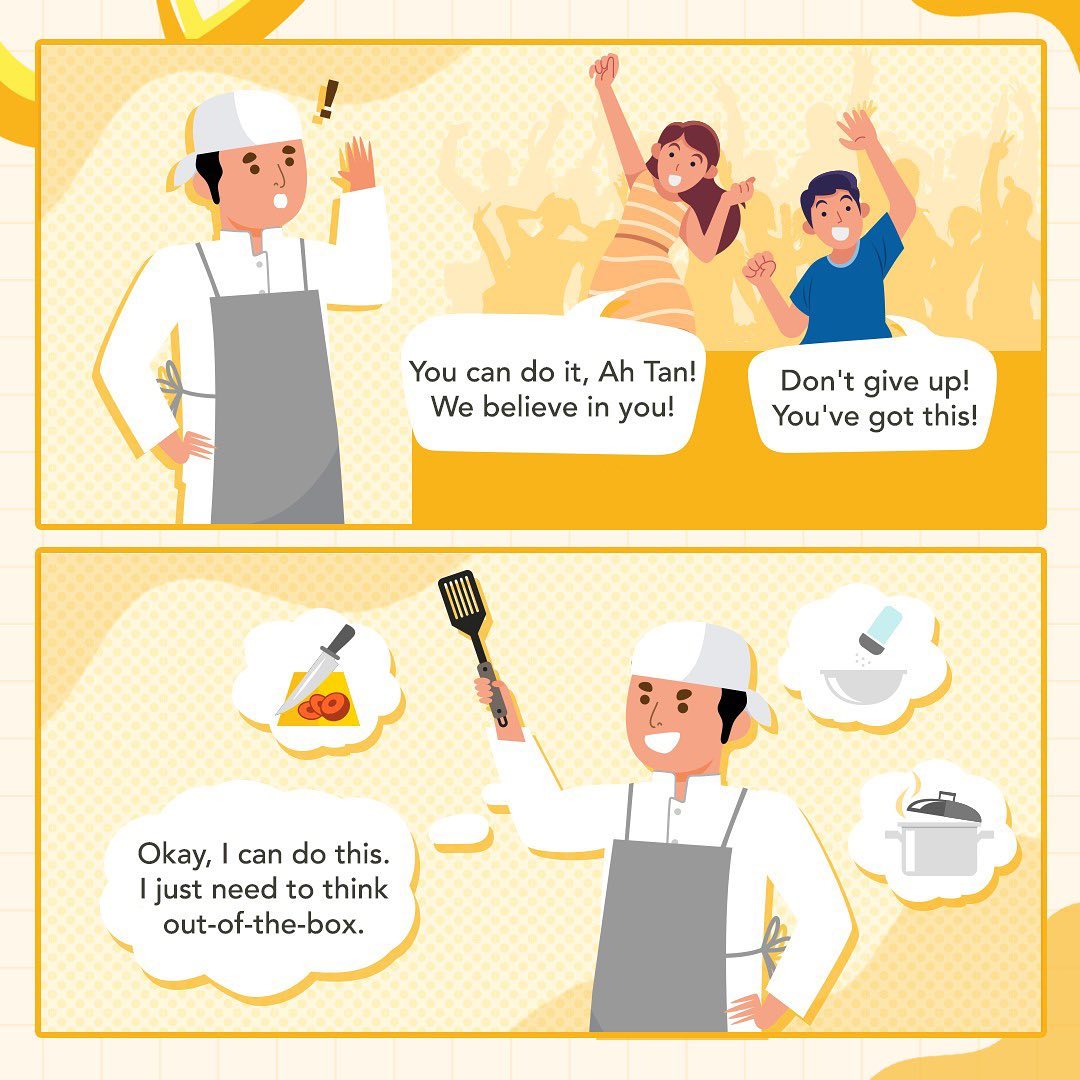 !
You can do it, Ah Tan!
We believe in you!
Don't give up!
You've got this!
Okay, I can do this.
I just need to think
out-of-the-box.